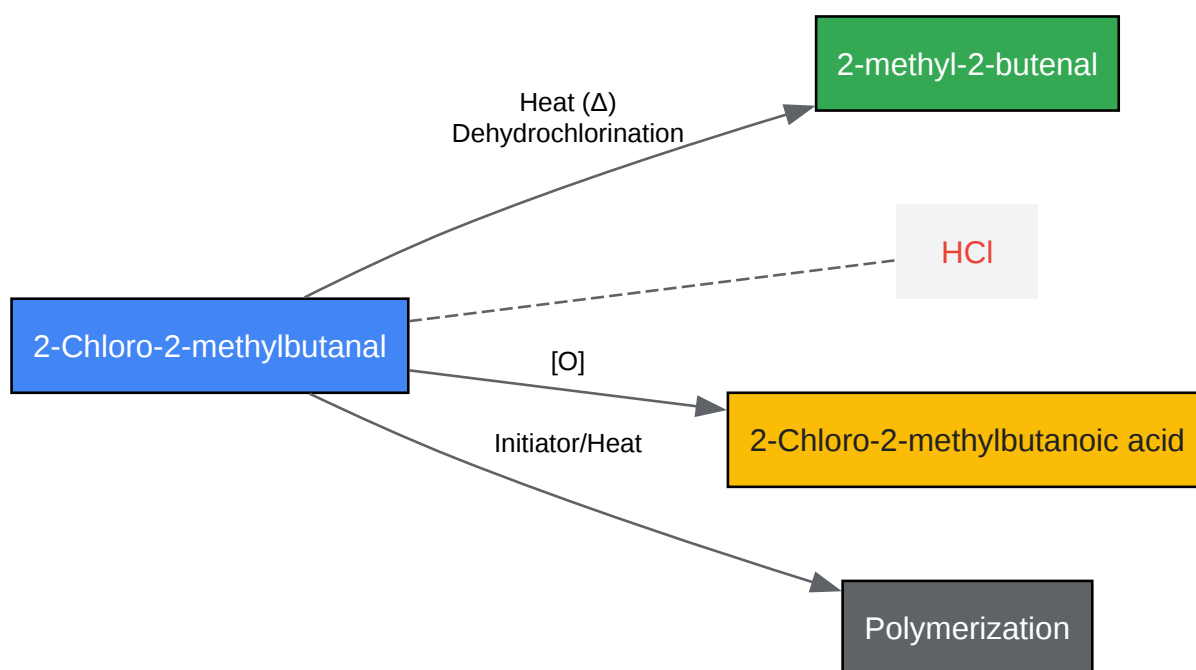 2-methyl-2-butenal
Heat (Δ)
Dehydrochlorination
HCl
2-Chloro-2-methylbutanal
[O]
2-Chloro-2-methylbutanoic acid
Initiator/Heat
Polymerization